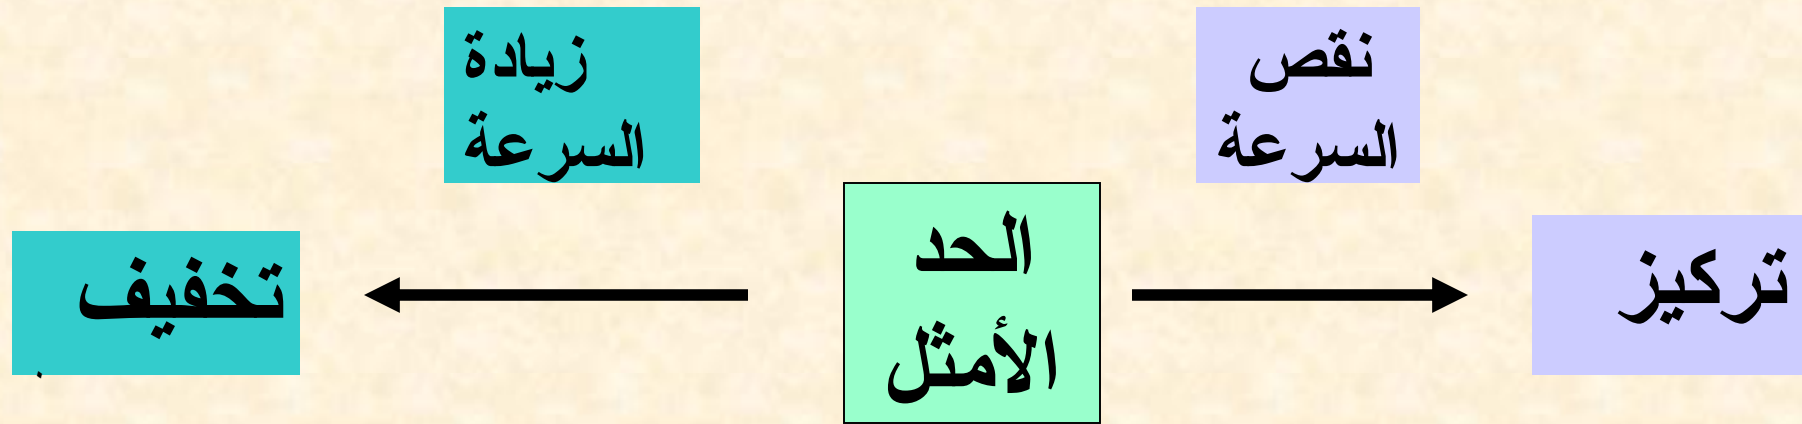 نقص
السرعة
زيادة
السرعة
تركيز
الحد
الأمثل
تخفيف